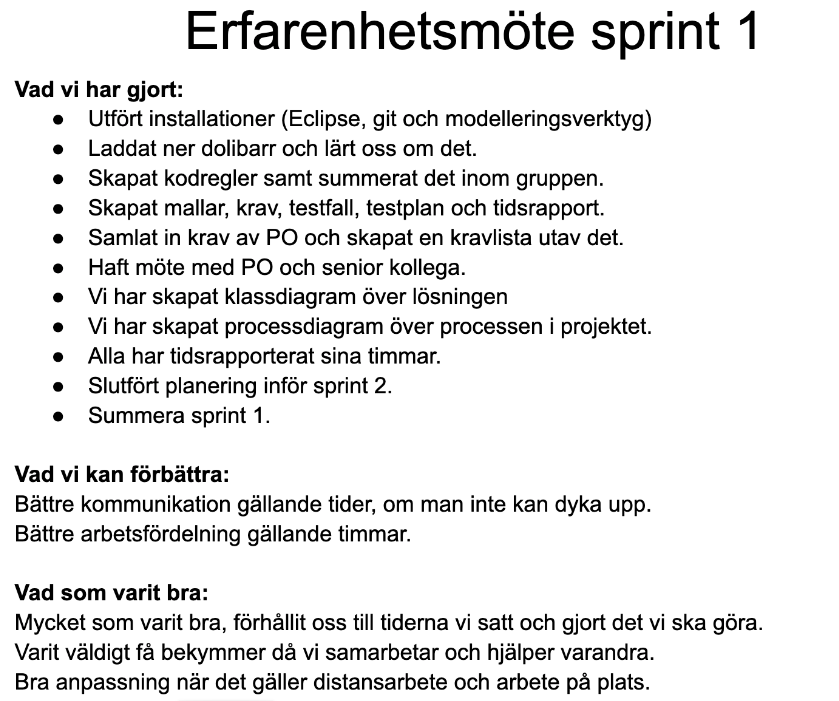 Erfarenhetsmöte sprint 1
Vad vi har gjort:
● Utfört installationer (Eclipse, git och modelleringsverktyg)
● Laddat ner dolibarr och lärt oss om det.
● Skapat kodregler samt summerat det inom gruppen.
● Skapat mallar, krav, testfall, testplan och tidsrapport.
● Samlat in krav av PO och skapat en kravlista utav det.
● Haft möte med PO och senior kollega.
● Vi har skapat klassdiagram över lösningen
● Vi har skapat processdiagram över processen i projektet.
● Alla har tidsrapporterat sina timmar.
● Slutfört planering inför sprint 2.
● Summera sprint 1.
Vad vi kan förbättra:
Bättre kommunikation gällande tider, om man inte kan dyka upp.
Bättre arbetsfördelning gällande timmar.
Vad som varit bra:
Mycket som varit bra, förhållit oss till tiderna vi satt och gjort det vi ska göra.
Varit väldigt få bekymmer då vi samarbetar och hjälper varandra.
Bra anpassning när det gäller distansarbete och arbete på plats.